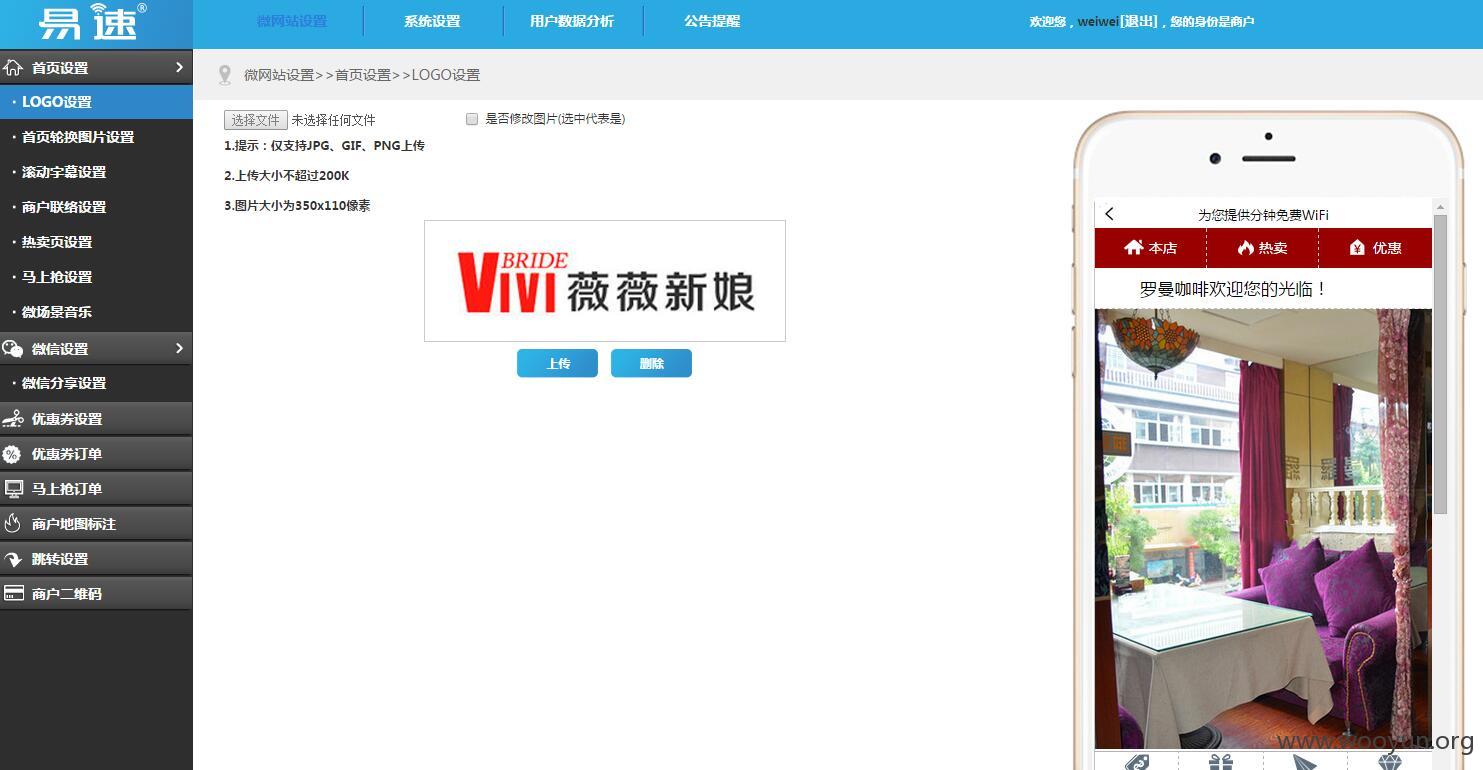 易速®
微网站设置 系统设置 用户数据分析 公告提醒 欢迎您，weiwei[退出]，您的身份是商户
微网站设置>>首页设置>>LOGO设置
首页设置
· LOGO设置
· 首页轮换图片设置
· 滚动字幕设置
· 商户联络设置
· 热卖页设置
· 马上抢设置
· 微场景音乐
微信设置
· 微信分享设置
优惠券设置
优惠券订单
马上抢订单
商户地图标注
跳转设置
商户二维码
选择文件 未选择任何文件 是否修改图片(选中代表是)
1.提示：仅支持JPG、GIF、PNG上传
2.上传大小不超过200K
3.图片大小为350x110像素
VIVI BRIDE 薇薇新娘
上传 删除
为您提供分钟免费WiFi
本店 热卖 优惠
罗曼咖啡欢迎您的光临！
www.wooyun.org